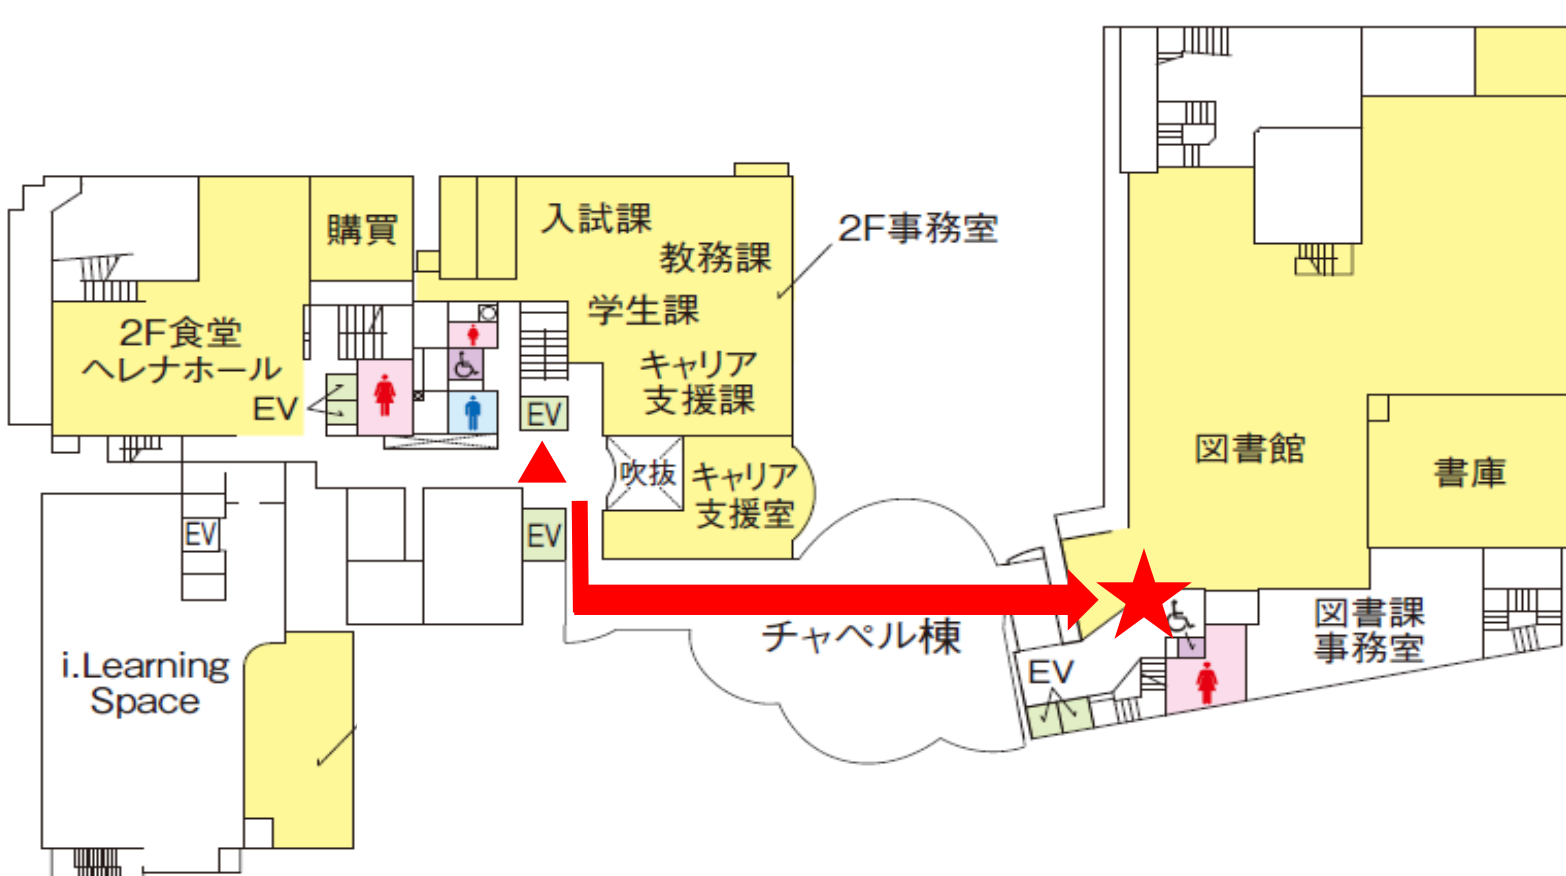 購買
入試課
教務課
2F事務室
学生課
キャリア
支援課
2F食堂
ヘレナホール
EV
EV
吹抜
キャリア
支援室
EV
EV
図書館
書庫
チャペル棟
図書課
事務室
EV
i.Learning
Space